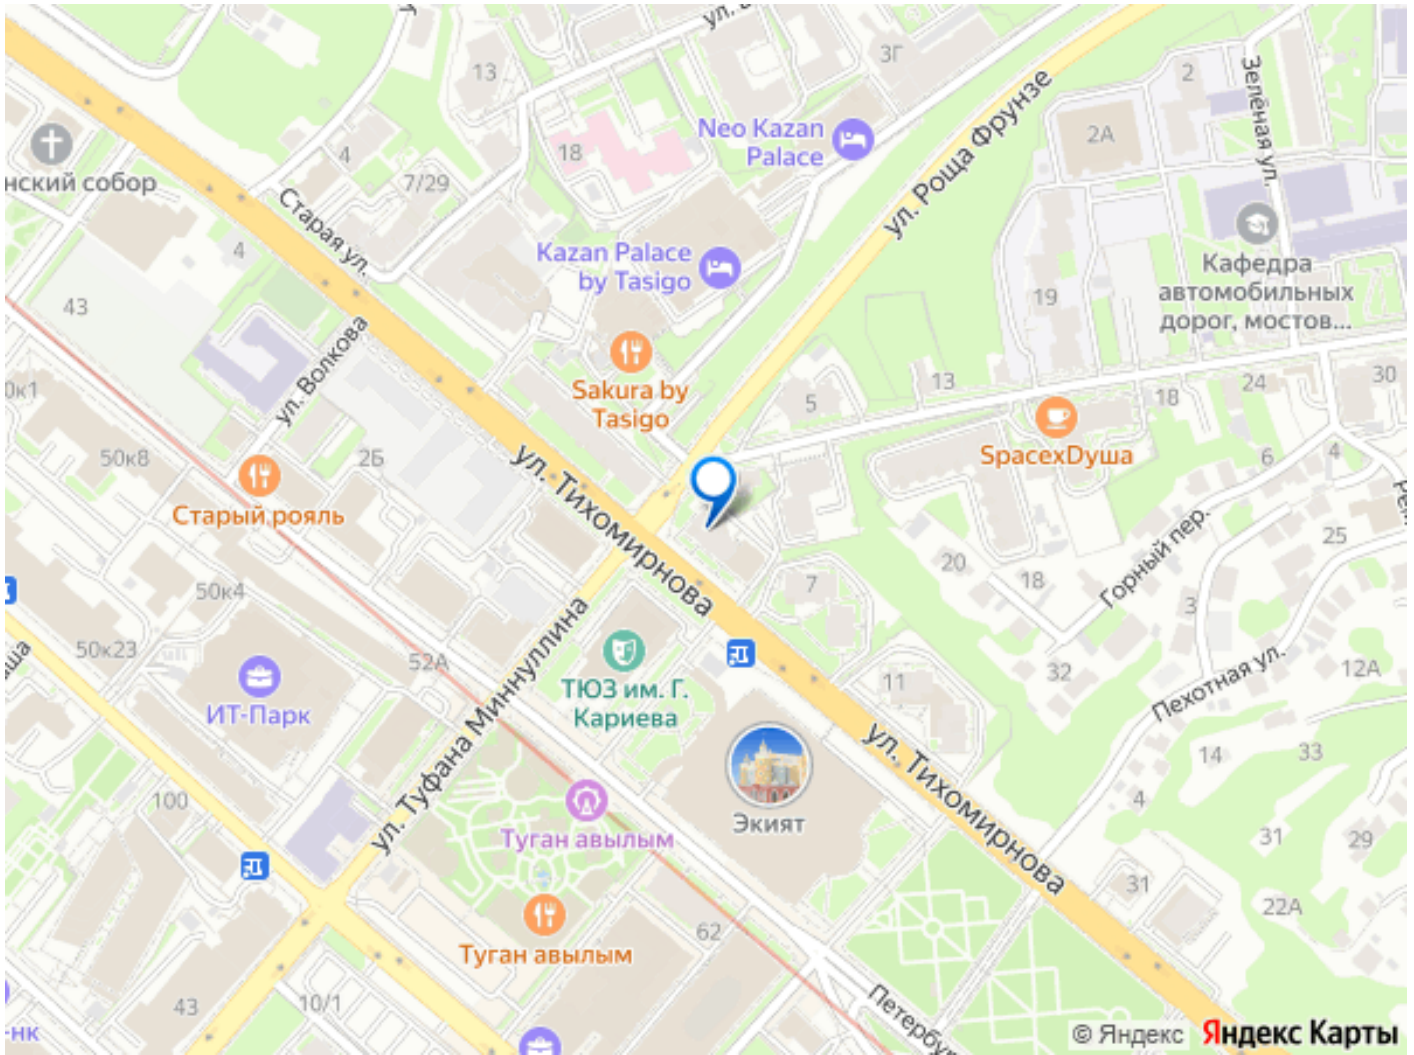 13
3Г
2
Зелёная ул.
Neo Kazan
Palace
2А
18
4
7/29
нский собор
ул. Роща Фрунзе
Старая ул.
4
Kazan Palace
by Tasigo
Кафедра
автомобильных
дорог, мостов...
19
43
ул. Волкова
0к1
Sakura by
Tasigo
5
13
24
30
18
50к8
2Б
SpacexDуша
6
4
ул. Тихомирнова
Старый рояль
Горный пер.
25
20
18
7
3
50к4
50к23
52А
ул. Туфана Миннуллина
ТЮЗ им. Г.
Кариева
ИТ-Парк
32
12А
11
Пехотная ул.
ул. Тихомирнова
14
33
100
4
Экият
Туган авылым
31
29
31
22А
62
Туган авылым
43
10/1
-нк
Петербу
© Яндекс Яндекс Карты